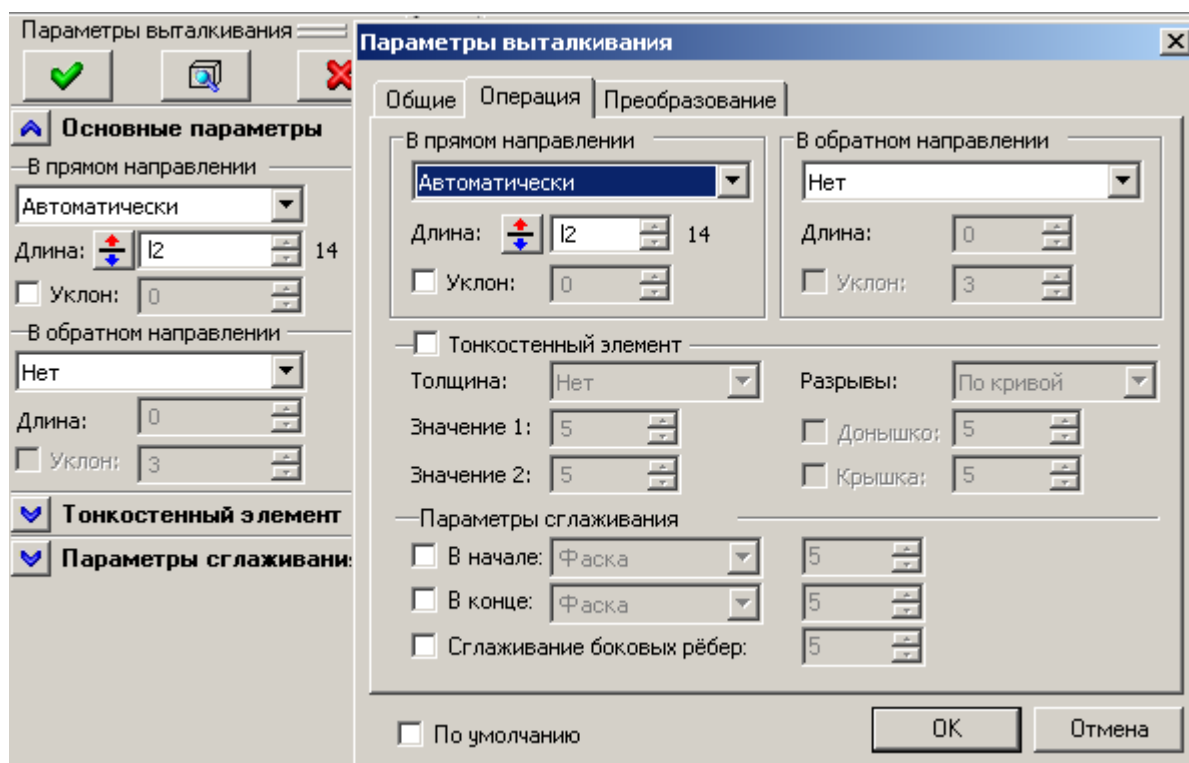 Параметры выталкивания
Основные параметры
В прямом направлении
Автоматически
Длина: l2 14
Уклон: 0
В обратном направлении
Нет
Длина: 0
Уклон: 3
Тонкостенный элемент
Параметры сглаживания
Параметры выталкивания
Общие Операция Преобразование
В прямом направлении В обратном направлении
Автоматически Нет
Длина: l2 14 Длина: 0
Уклон: 0 Уклон: 3
Тонкостенный элемент
Толщина: Нет Разрывы: По кривой
Значение 1: 5 Донышко: 5
Значение 2: 5 Крышка: 5
Параметры сглаживания
В начале: Фаска 5
В конце: Фаска 5
Сглаживание боковых рёбер: 5
По умолчанию OK Отмена